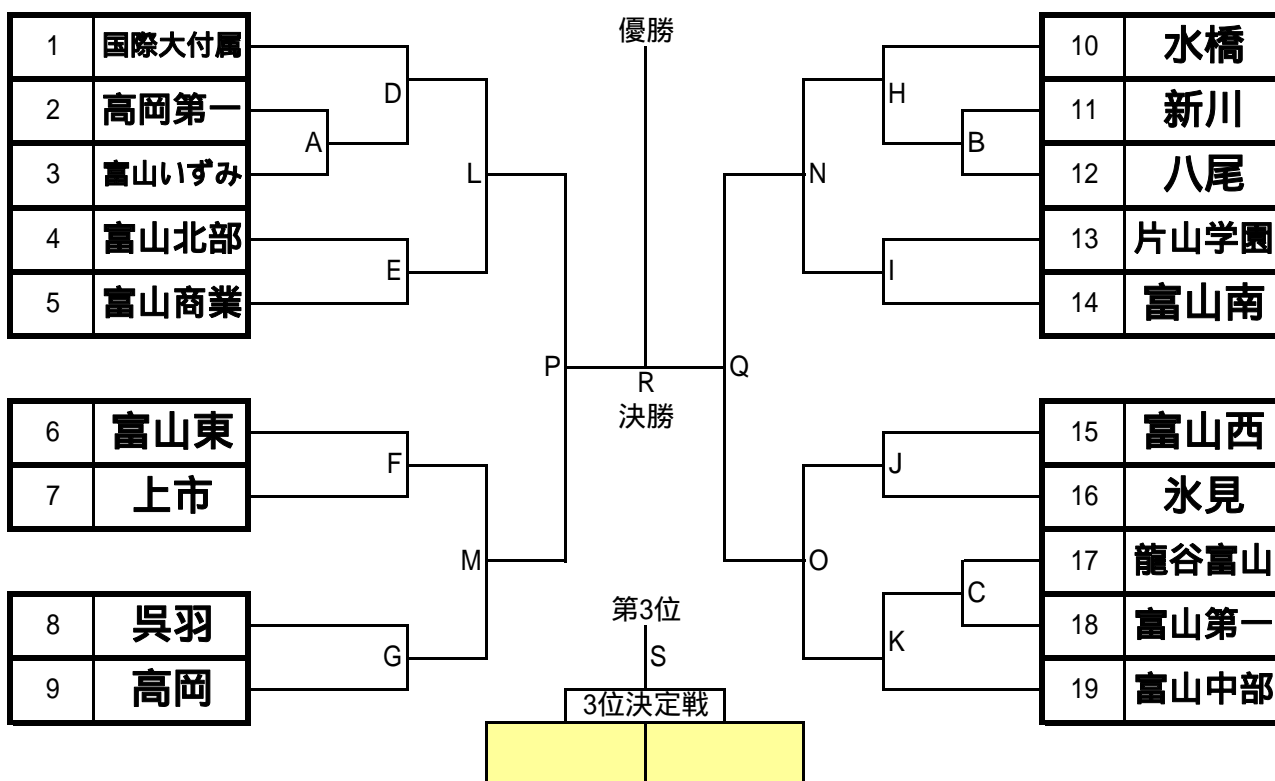 優勝
1 国際大付属
2 高岡第一
3 富山いずみ
4 富山北部
5 富山商業
D
A
L
E
10 水橋
11 新川
12 八尾
13 片山学園
14 富山南
H
B
N
I
P
R
Q
決勝
6 富山東
7 上市
F
M
8 呉羽
9 高岡
G
15 富山西
16 氷見
17 龍谷富山
18 富山第一
19 富山中部
J
O
C
K
第3位
S
3位決定戦